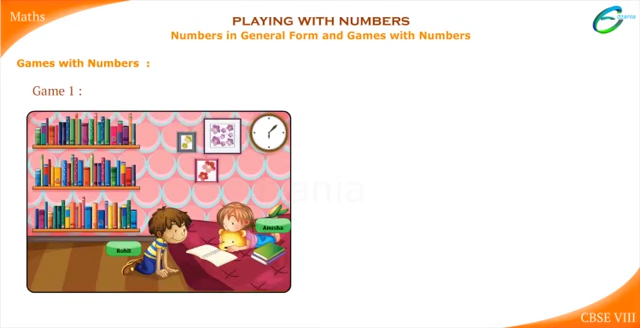 Maths
PLAYING WITH NUMBERS
Numbers in General Form and Games with Numbers
Games with Numbers :
Game 1 :
Anusha
Rohit
CBSE VIII